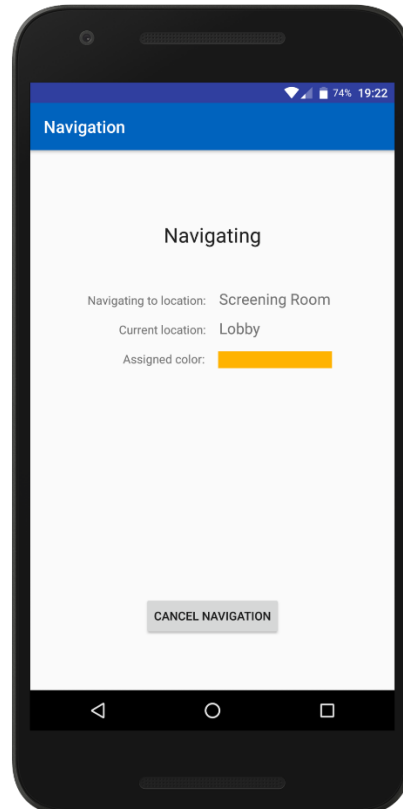 74% 19:22
Navigation
Navigating
Navigating to location: Screening Room
Current location: Lobby
Assigned color:
CANCEL NAVIGATION